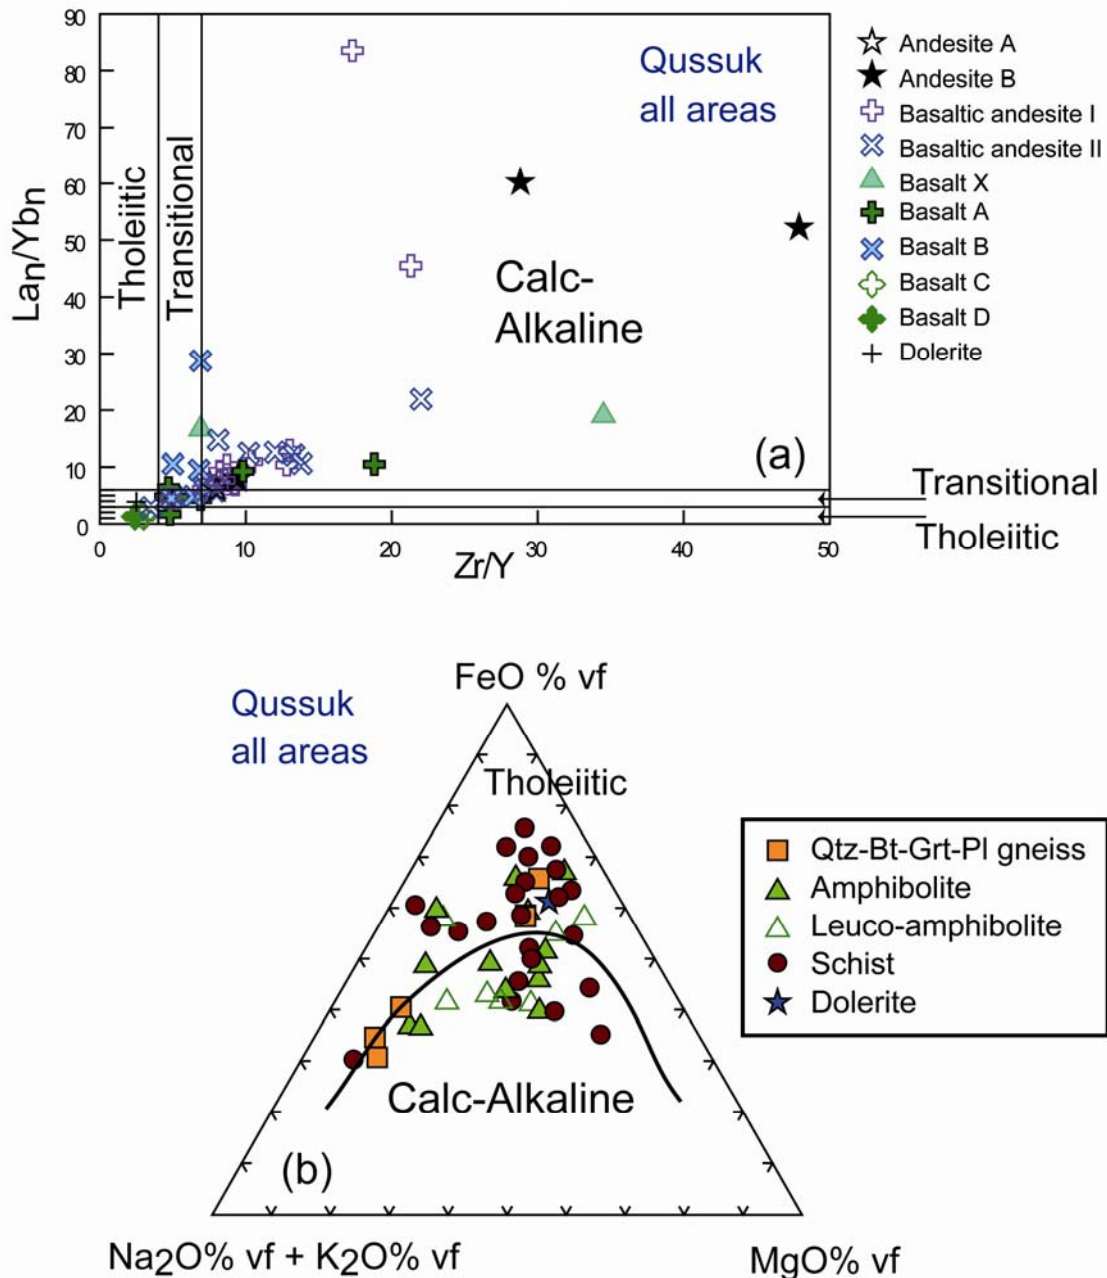 90
80
70
60
50
40
30
20
10
0
Lan/Ybn
Tholeiitic
Transitional
Qussuk
all areas
Calc-
Alkaline
(a)
0 10 20 30 40 50
Zr/Y
Transitional
Tholeiitic
Andesite A
Andesite B
Basaltic andesite I
Basaltic andesite II
Basalt X
Basalt A
Basalt B
Basalt C
Basalt D
Dolerite
FeO % vf
Qussuk
all areas
Tholeiitic
Calc-Alkaline
(b)
Na2O% vf + K2O% vf
MgO% vf
Qtz-Bt-Grt-Pl gneiss
Amphibolite
Leuco-amphibolite
Schist
Dolerite